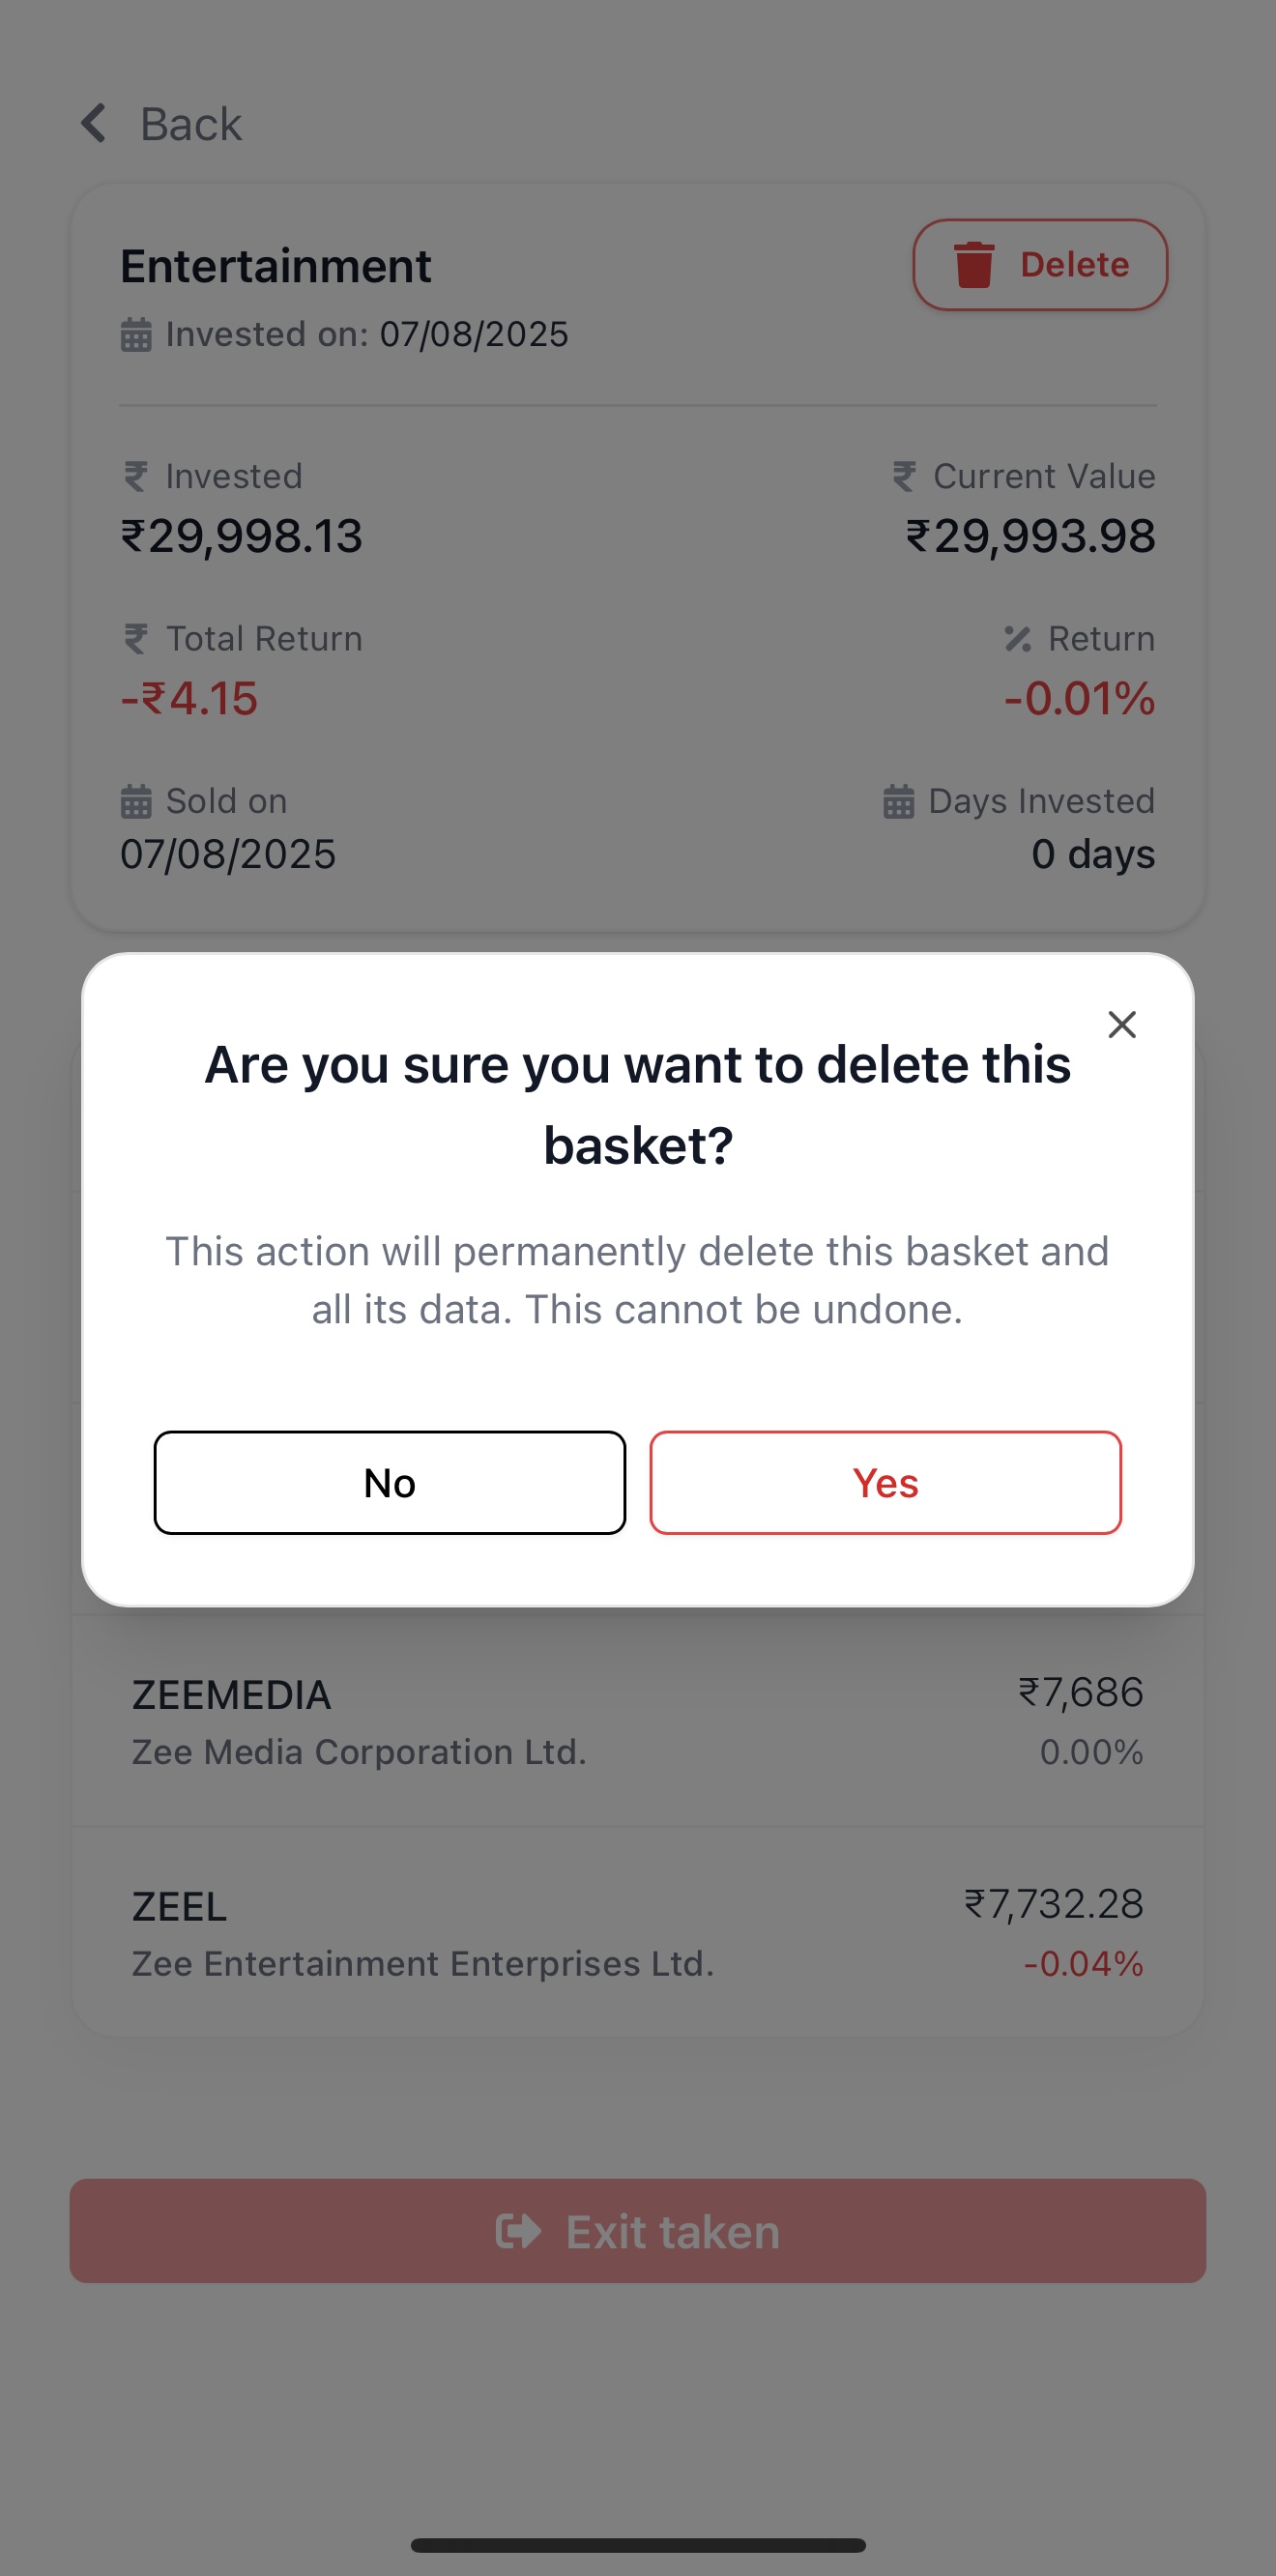 Back
Entertainment
Delete
Invested on: 07/08/2025
₹ Invested
₹ Current Value
₹29,998.13
₹29,993.98
₹ Total Return
% Return
-₹4.15
-0.01%
Sold on
Days Invested
07/08/2025
0 days
Are you sure you want to delete this
basket?
This action will permanently delete this basket and
all its data. This cannot be undone.
No
Yes
ZEEMEDIA
₹7,686
Zee Media Corporation Ltd.
0.00%
ZEEL
₹7,732.28
Zee Entertainment Enterprises Ltd.
-0.04%
Exit taken